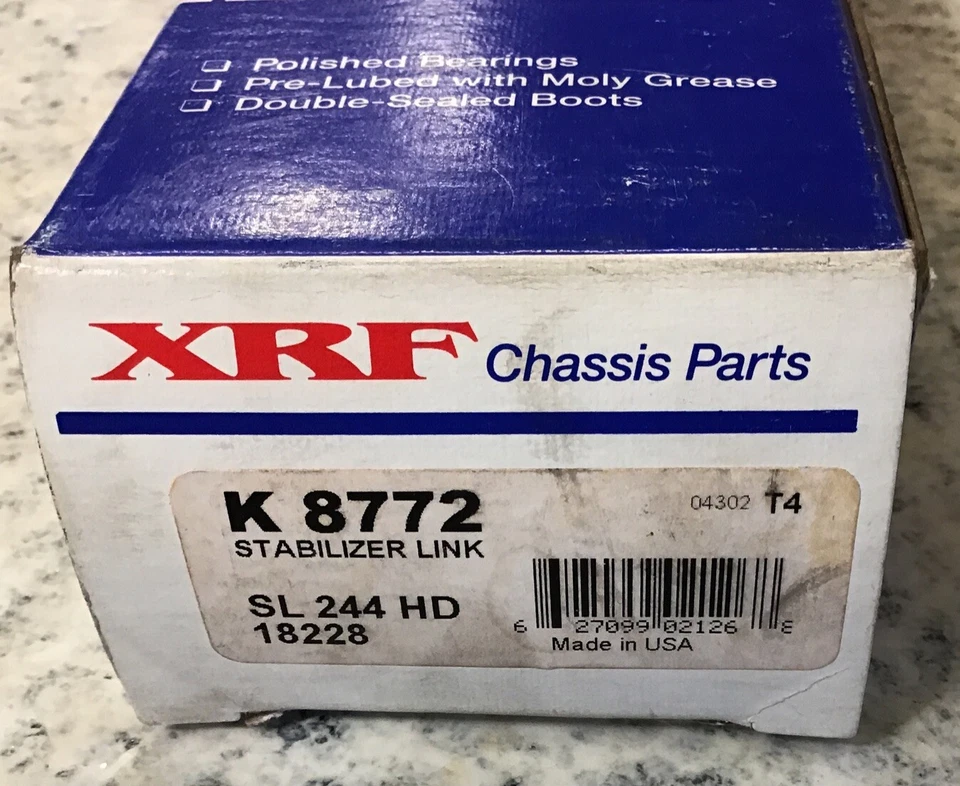 ❏ Polished Bearings
❏ Pre-Lubed with Moly Grease
❏ Double-Sealed Boots
XRF Chassis Parts
K 8772 04302 T4
STABILIZER LINK
SL 244 HD
18228
6 27099 02126 8
Made in USA